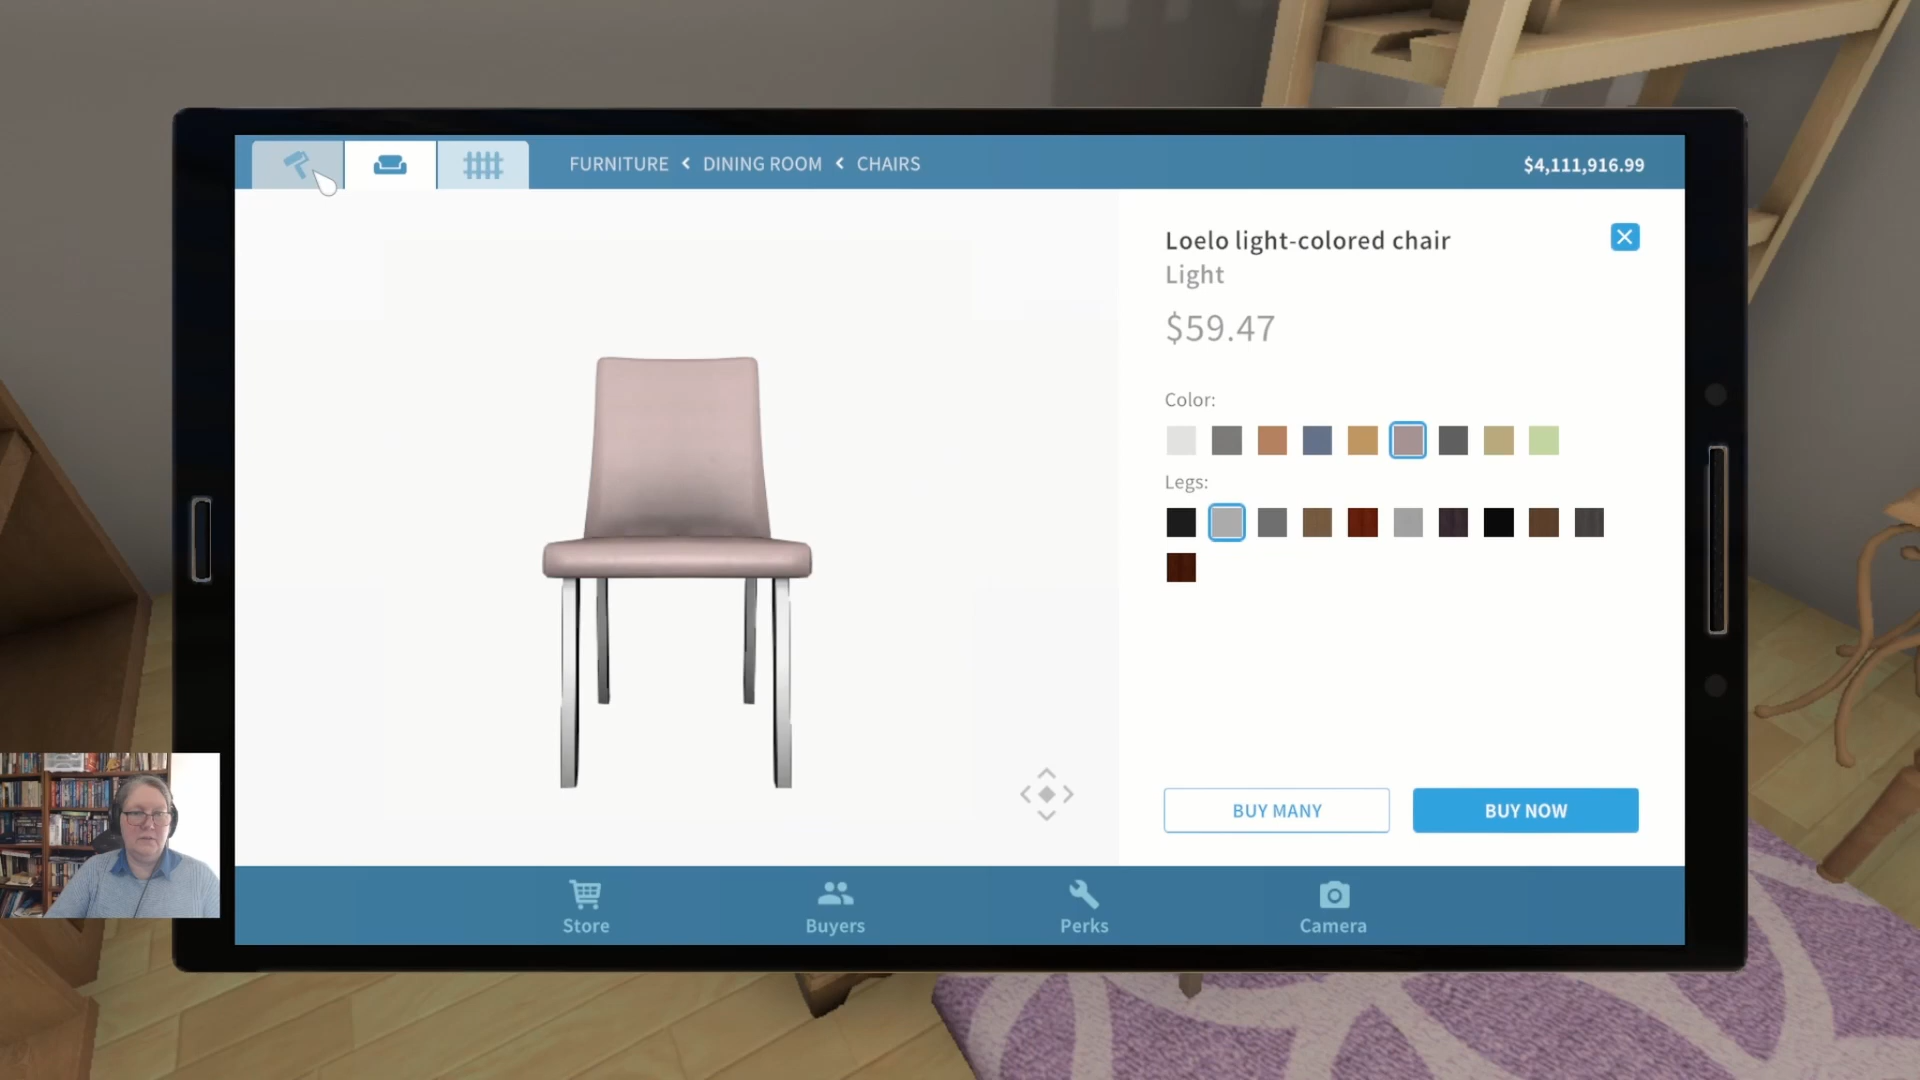 FURNITURE < DINING ROOM < CHAIRS
$4,111,916.99
Loelo light-colored chair
Light
$59.47
Color:
Legs:
BUY MANY
BUY NOW
Store
Buyers
Perks
Camera